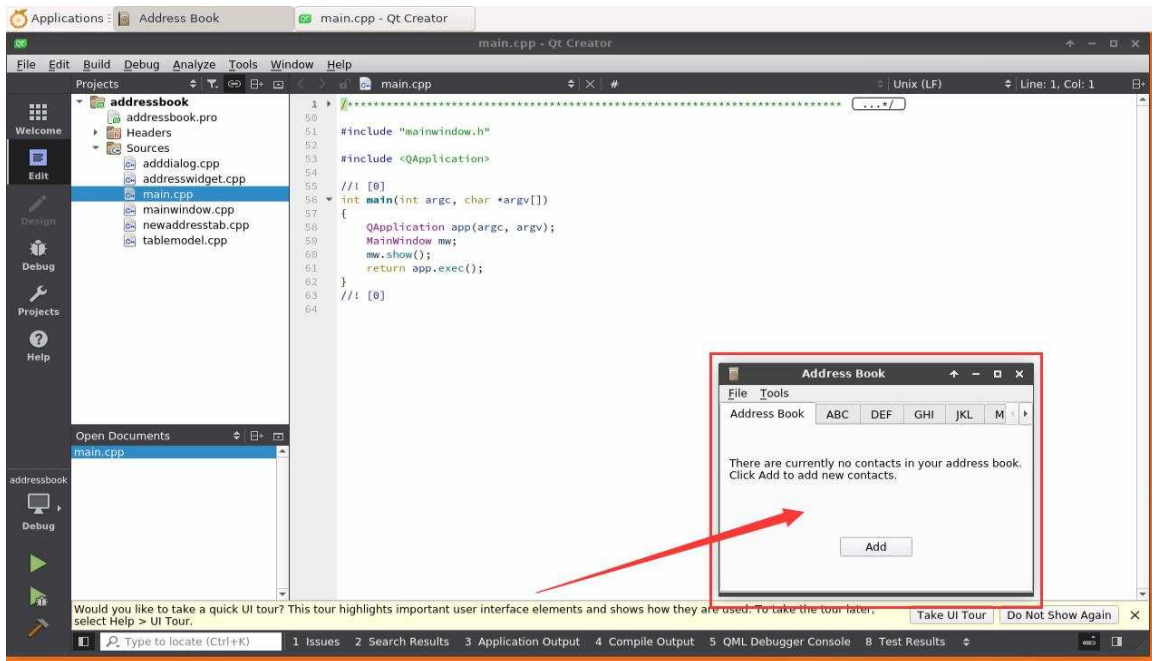 Applications
Address Book
main.cpp - Qt Creator
main.cpp - Qt Creator
File Edit Build Debug Analyze Tools Window Help
Projects
main.cpp
#
Unix (LF)
Line: 1, Col: 1
Welcome
Edit
Design
Debug
Projects
Help
addressbook
addressbook.pro
Headers
Sources
adddialog.cpp
addresswidget.cpp
main.cpp
mainwindow.cpp
newaddresstab.cpp
tablemodel.cpp
Open Documents
main.cpp
addressbook
Debug
1 /**************************************************************************** ...*/
50
51 #include "mainwindow.h"
52
53 #include <QApplication>
54
55 //! [0]
56 int main(int argc, char *argv[])
57 {
58 QApplication app(argc, argv);
59 MainWindow mw;
60 mw.show();
61 return app.exec();
62 }
63 //! [0]
64
Address Book
File Tools
Address Book ABC DEF GHI JKL M
There are currently no contacts in your address book.
Click Add to add new contacts.
Add
Would you like to take a quick UI tour? This tour highlights important user interface elements and shows how they are used. To take the tour later,
select Help > UI Tour.
Take UI Tour
Do Not Show Again
Type to locate (Ctrl+K)
1 Issues 2 Search Results 3 Application Output 4 Compile Output 5 QML Debugger Console 8 Test Results